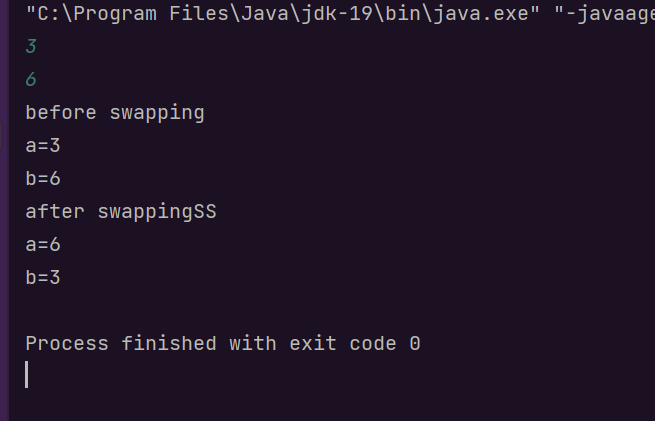 "C:\Program Files\Java\jdk-19\bin\java.exe" "-javaage
3
6
before swapping
a=3
b=6
after swappingSS
a=6
b=3
Process finished with exit code 0